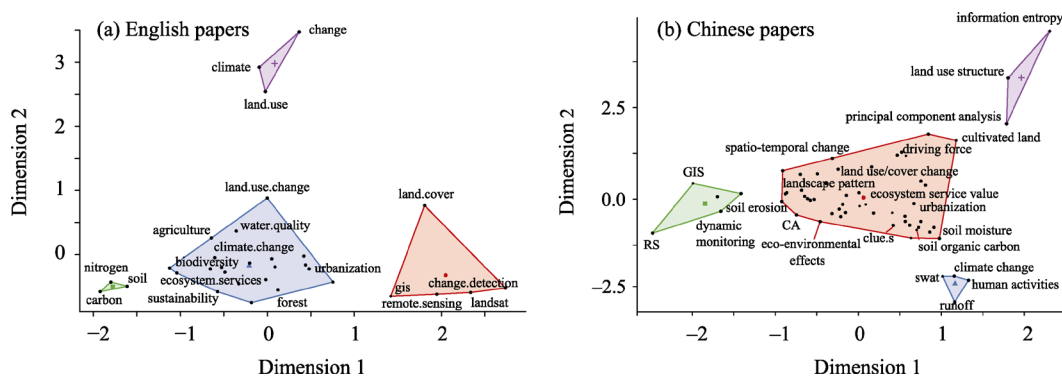 (a) English papers
Dimension 2
3
2
1
0
−2
−1
0
1
2
Dimension 1
change
climate
land.use
land.use.change
agriculture
water.quality
climate.change
biodiversity
ecosystem.services
urbanization
sustainability
forest
nitrogen
soil
carbon
land.cover
gis
change.detection
remote.sensing
landsat
(b) Chinese papers
Dimension 2
2.5
0.0
−2.5
−2
−1
0
1
2
Dimension 1
information entropy
land use structure
principal component analysis
cultivated land
driving force
spatio-temporal change
land use/cover change
landscape pattern
ecosystem service value
GIS
soil erosion
urbanization
CA
dynamic
monitoring
RS
eco-environmental
effects
clue.s
soil moisture
soil organic carbon
swat
climate change
human activities
runoff